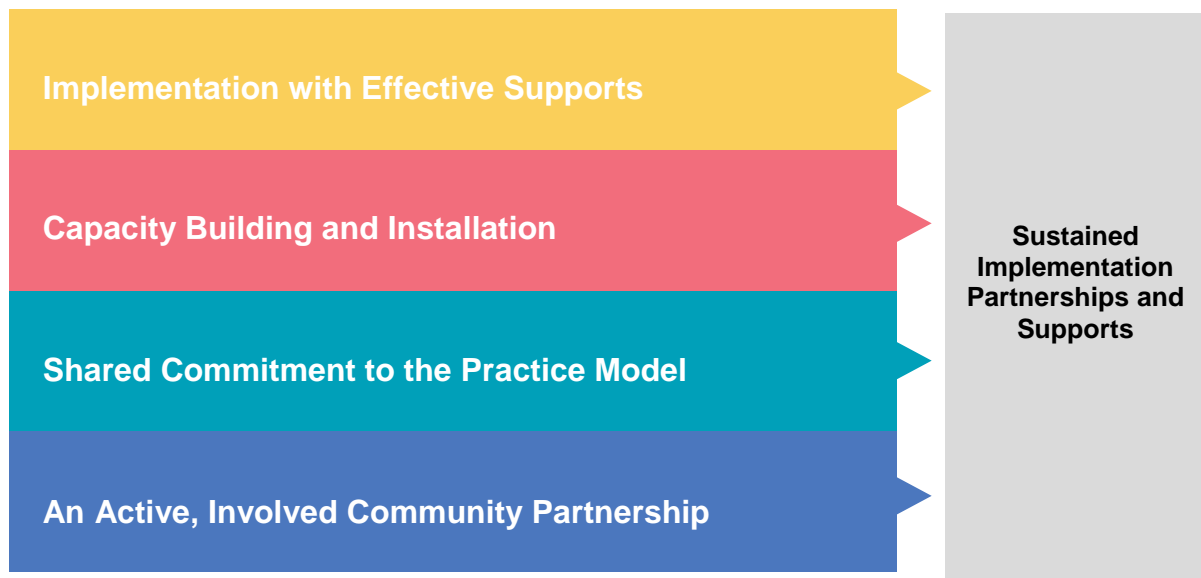 Implementation with Effective Supports
Capacity Building and Installation
Shared Commitment to the Practice Model
An Active, Involved Community Partnership
Sustained
Implementation
Partnerships and
Supports